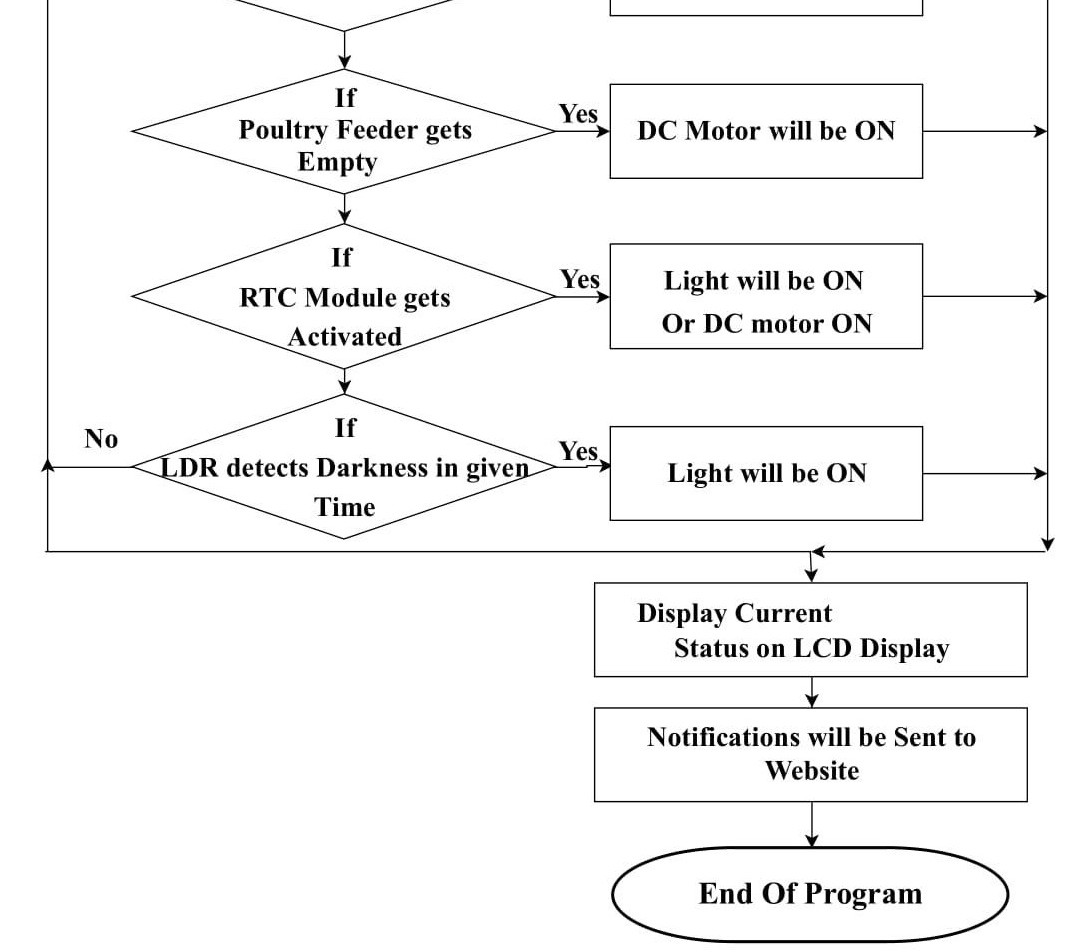 If
Poultry Feeder gets
Empty
Yes
DC Motor will be ON
If
RTC Module gets
Activated
Yes
Light will be ON
Or DC motor ON
No
If
LDR detects Darkness in given
Time
Yes
Light will be ON
Display Current
Status on LCD Display
Notifications will be Sent to
Website
End Of Program